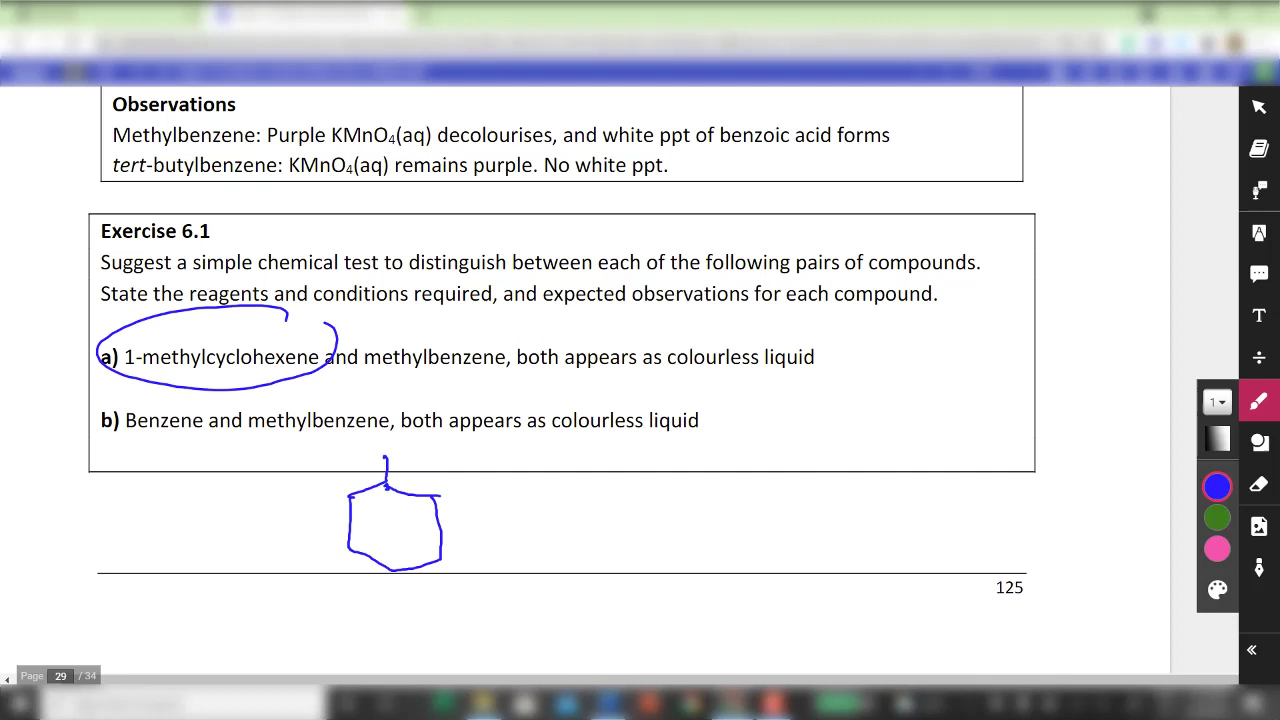 Observations
Methylbenzene: Purple KMnO₄(aq) decolourises, and white ppt of benzoic acid forms
tert-butylbenzene: KMnO₄(aq) remains purple. No white ppt.
Exercise 6.1
Suggest a simple chemical test to distinguish between each of the following pairs of compounds.
State the reagents and conditions required, and expected observations for each compound.
a) 1-methylcyclohexene and methylbenzene, both appears as colourless liquid
b) Benzene and methylbenzene, both appears as colourless liquid
125
1
T
Page 29 / 34